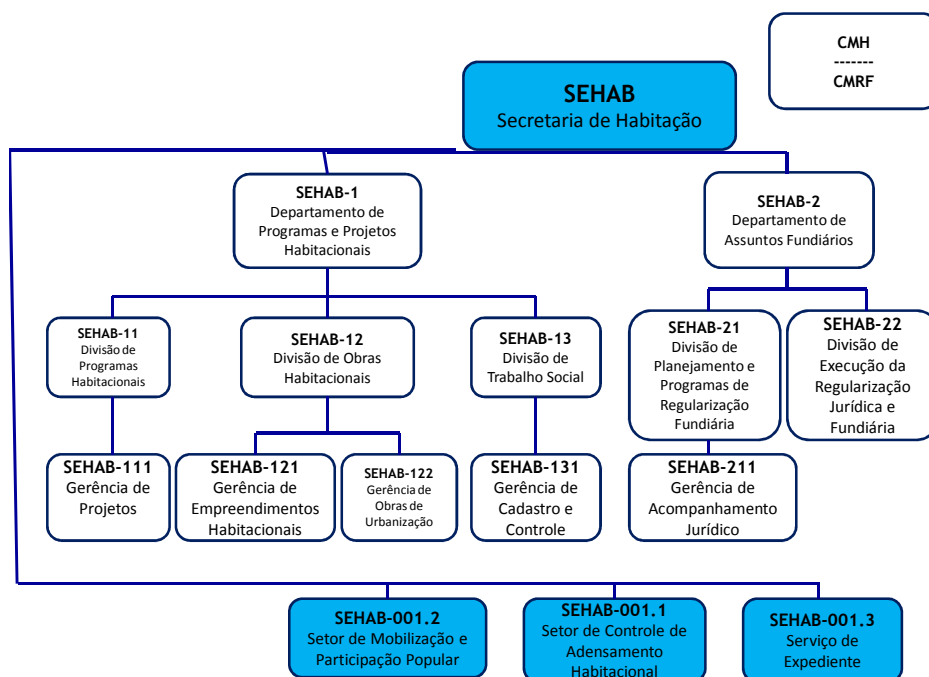 CMH
-------
CMRF
SEHAB
Secretaria de Habitação
SEHAB-1
Departamento de
Programas e Projetos
Habitacionais
SEHAB-2
Departamento de
Assuntos Fundiários
SEHAB-11
Divisão de
Programas
Habitacionais
SEHAB-12
Divisão de Obras
Habitacionais
SEHAB-13
Divisão de
Trabalho Social
SEHAB-21
Divisão de
Planejamento e
Programas de
Regularização
Fundiária
SEHAB-22
Divisão de
Execução da
Regularização
Jurídica e
Fundiária
SEHAB-111
Gerência de
Projetos
SEHAB-121
Gerência de
Empreendimentos
Habitacionais
SEHAB-122
Gerência de
Obras de
Urbanização
SEHAB-131
Gerência de
Cadastro e
Controle
SEHAB-211
Gerência de
Acompanhamento
Jurídico
SEHAB-001.2
Setor de Mobilização e
Participação Popular
SEHAB-001.1
Setor de Controle de
Adensamento
Habitacional
SEHAB-001.3
Serviço de
Expediente